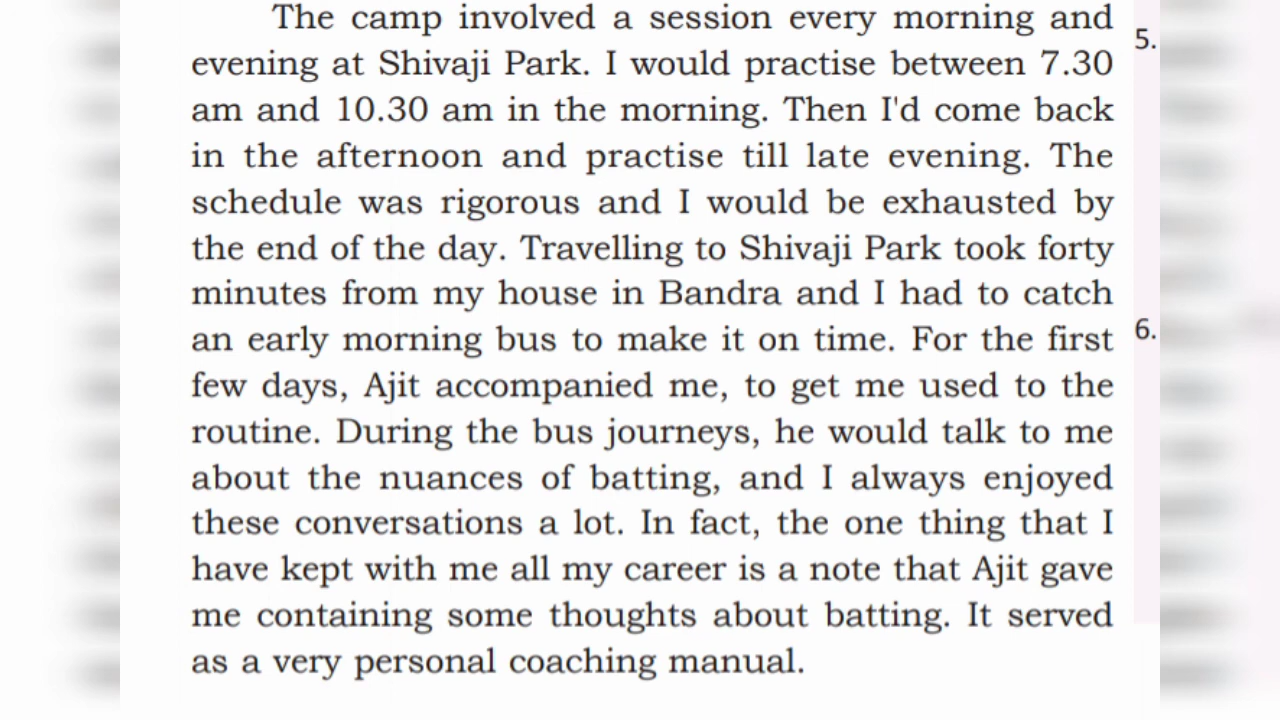 The camp involved a session every morning and
evening at Shivaji Park. I would practise between 7.30
am and 10.30 am in the morning. Then I'd come back
in the afternoon and practise till late evening. The
schedule was rigorous and I would be exhausted by
the end of the day. Travelling to Shivaji Park took forty
minutes from my house in Bandra and I had to catch
an early morning bus to make it on time. For the first
few days, Ajit accompanied me, to get me used to the
routine. During the bus journeys, he would talk to me
about the nuances of batting, and I always enjoyed
these conversations a lot. In fact, the one thing that I
have kept with me all my career is a note that Ajit gave
me containing some thoughts about batting. It served
as a very personal coaching manual.
5.
6.